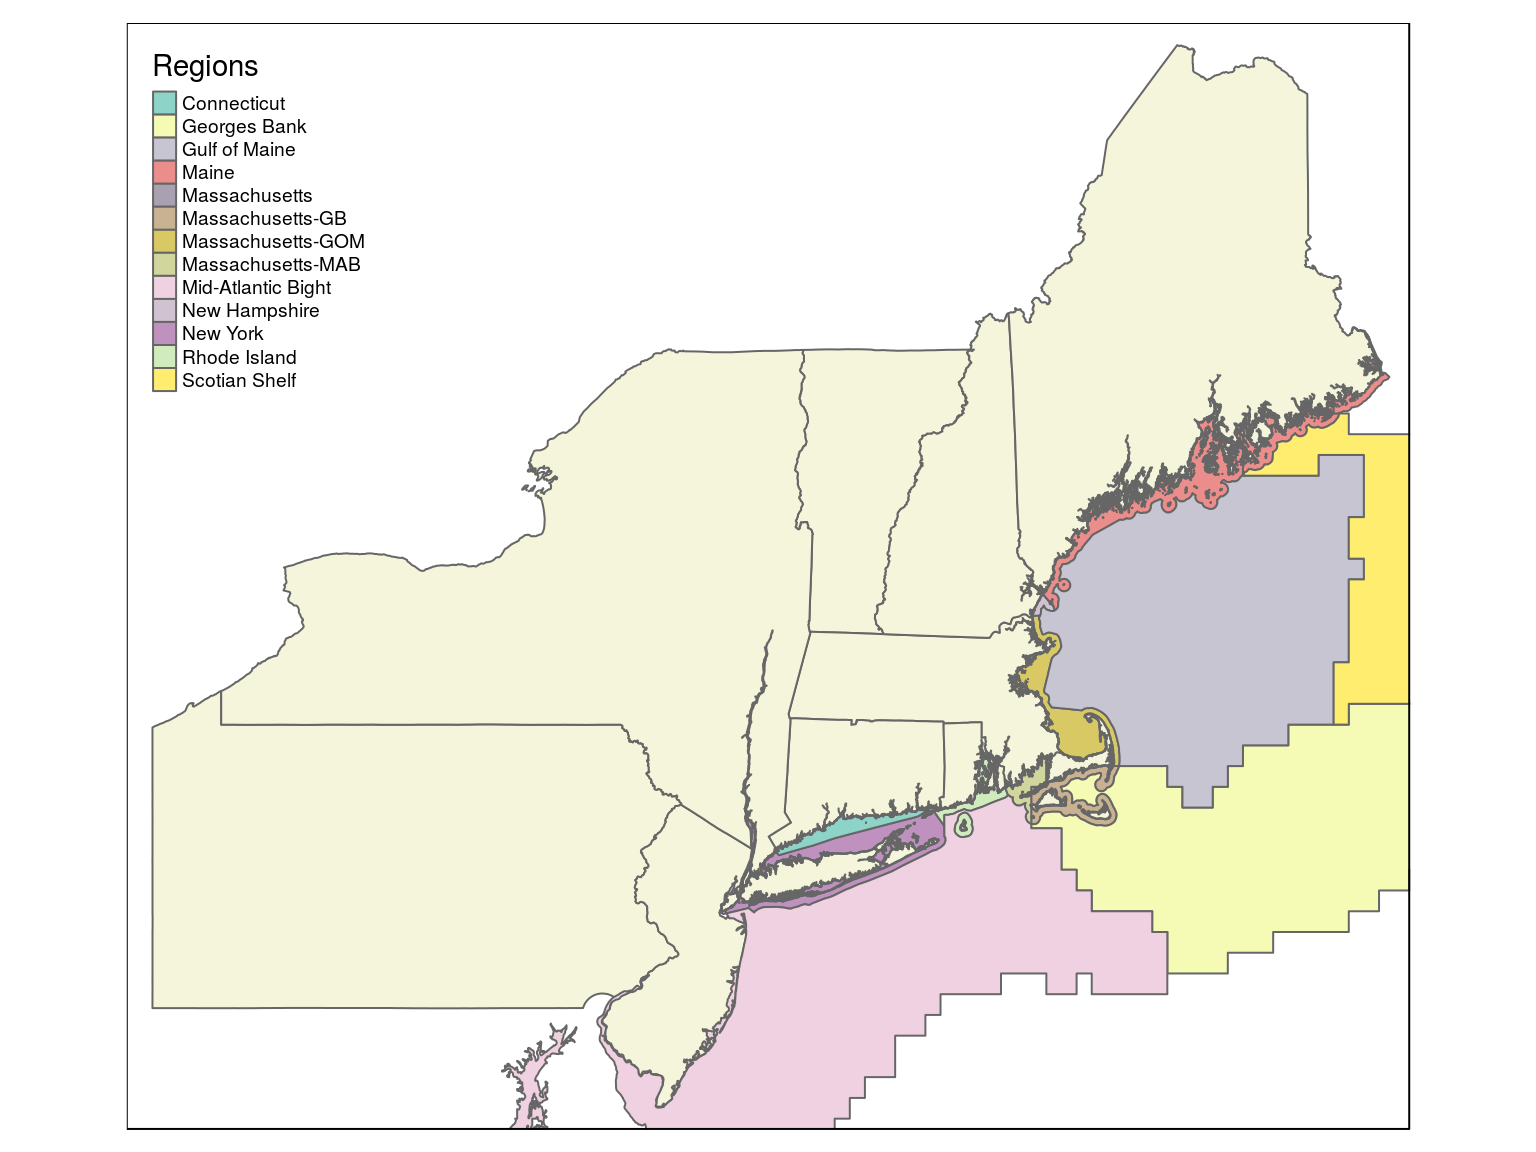 Regions
Connecticut
Georges Bank
Gulf of Maine
Maine
Massachusetts
Massachusetts-GB
Massachusetts-GOM
Massachusetts-MAB
Mid-Atlantic Bight
New Hampshire
New York
Rhode Island
Scotian Shelf